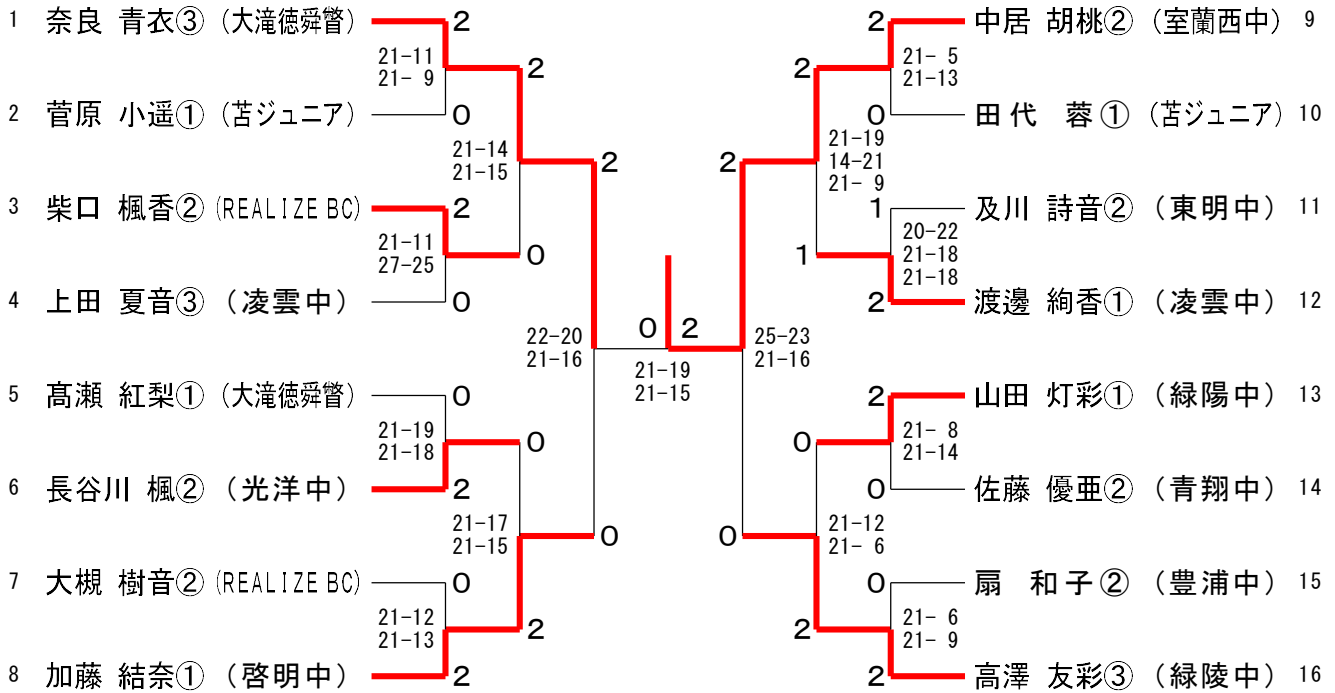 1 奈良 青衣③ (大滝徳舜瞥) 2
21-11
21- 9
2
2 菅原 小遥① (苫ジュニア) 0
21-14
21-15
2
3 柴口 楓香② (REALIZE BC) 2
21-11
27-25
0
4 上田 夏音③ (凌雲中) 0
22-20
21-16
5 髙瀬 紅梨① (大滝徳舜瞥) 0
21-19
21-18
0
6 長谷川 楓② (光洋中) 2
21-17
21-15
0
7 大槻 樹音② (REALIZE BC) 0
21-12
21-13
2
8 加藤 結奈① (啓明中) 2
0 2
21-19
21-15
2 中居 胡桃② (室蘭西中) 9
21- 5
21-13
2
0 田代 蓉① (苫ジュニア) 10
21-19
14-21
21- 9
2
1 及川 詩音② (東明中) 11
20-22
21-18
21-18
1
2 渡邊 絢香① (凌雲中) 12
25-23
21-16
2 山田 灯彩① (緑陽中) 13
21- 8
21-14
0
0 佐藤 優亜② (青翔中) 14
21-12
21- 6
0
0 扇 和子② (豊浦中) 15
21- 6
21- 9
2
2 高澤 友彩③ (緑陵中) 16